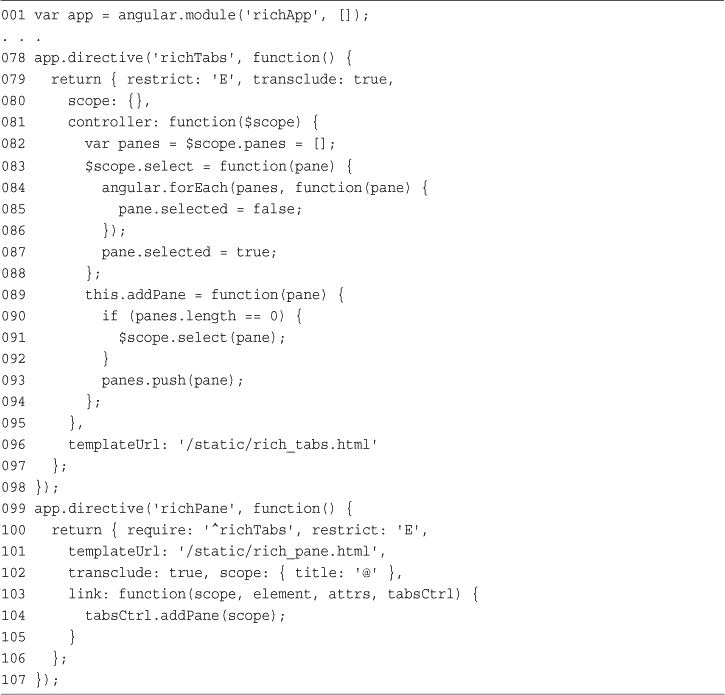 001 var app = angular.module('richApp', []);
. . .
078 app.directive('richTabs', function() {
079   return { restrict: 'E', transclude: true,
080     scope: {},
081     controller: function($scope) {
082       var panes = $scope.panes = [];
083       $scope.select = function(pane) {
084         angular.forEach(panes, function(pane) {
085           pane.selected = false;
086         });
087         pane.selected = true;
088       };
089       this.addPane = function(pane) {
090         if (panes.length == 0) {
091           $scope.select(pane);
092         }
093         panes.push(pane);
094       };
095     },
096     templateUrl: '/static/rich_tabs.html'
097   };
098 });
099 app.directive('richPane', function() {
100   return { require: '^richTabs', restrict: 'E',
101     templateUrl: '/static/rich_pane.html',
102     transclude: true, scope: { title: '@' },
103     link: function(scope, element, attrs, tabsCtrl) {
104       tabsCtrl.addPane(scope);
105     }
106   };
107 });